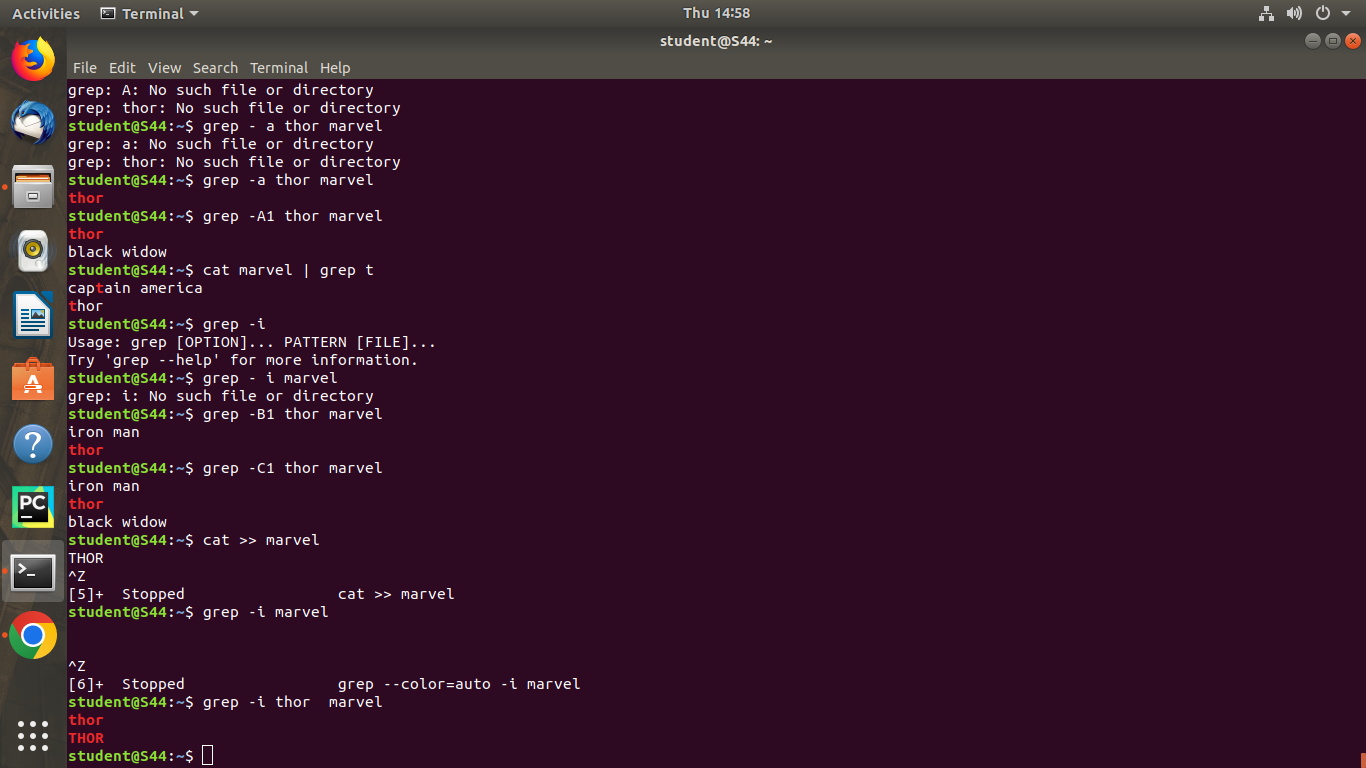 Activities Terminal Thu 14:58
student@S44: ~
File Edit View Search Terminal Help
grep: A: No such file or directory
grep: thor: No such file or directory
student@S44:~$ grep - a thor marvel
grep: a: No such file or directory
grep: thor: No such file or directory
student@S44:~$ grep -a thor marvel
thor
student@S44:~$ grep -A1 thor marvel
thor
black widow
student@S44:~$ cat marvel | grep t
captain america
thor
student@S44:~$ grep -i
Usage: grep [OPTION]... PATTERN [FILE]...
Try 'grep --help' for more information.
student@S44:~$ grep - i marvel
grep: i: No such file or directory
student@S44:~$ grep -B1 thor marvel
iron man
thor
student@S44:~$ grep -C1 thor marvel
iron man
thor
black widow
student@S44:~$ cat >> marvel
THOR
^Z
[5]+  Stopped                 cat >> marvel
student@S44:~$ grep -i marvel
^Z
[6]+  Stopped                 grep --color=auto -i marvel
student@S44:~$ grep -i thor  marvel
thor
THOR
student@S44:~$
PC